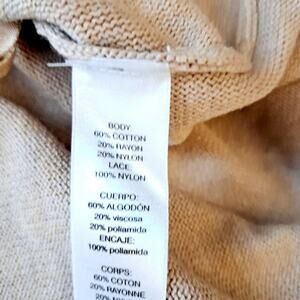 BODY
60% COTTON
20% RAYON
20% NYLON
LACE:
100% NYLON
CUERPO:
60% ALGODÓN
20% viscosa
20% poliamida
ENCAJE:
100% poliamida
CORPS:
60% COTON
20% RAYONNE